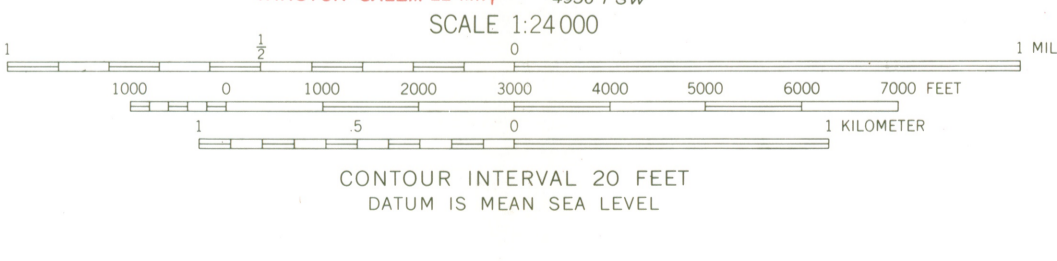 SCALE 1:24 000
1 ½ 0 1 MIL
1000 0 1000 2000 3000 4000 5000 6000 7000 FEET
1 .5 0 1 KILOMETER
CONTOUR INTERVAL 20 FEET
DATUM IS MEAN SEA LEVEL